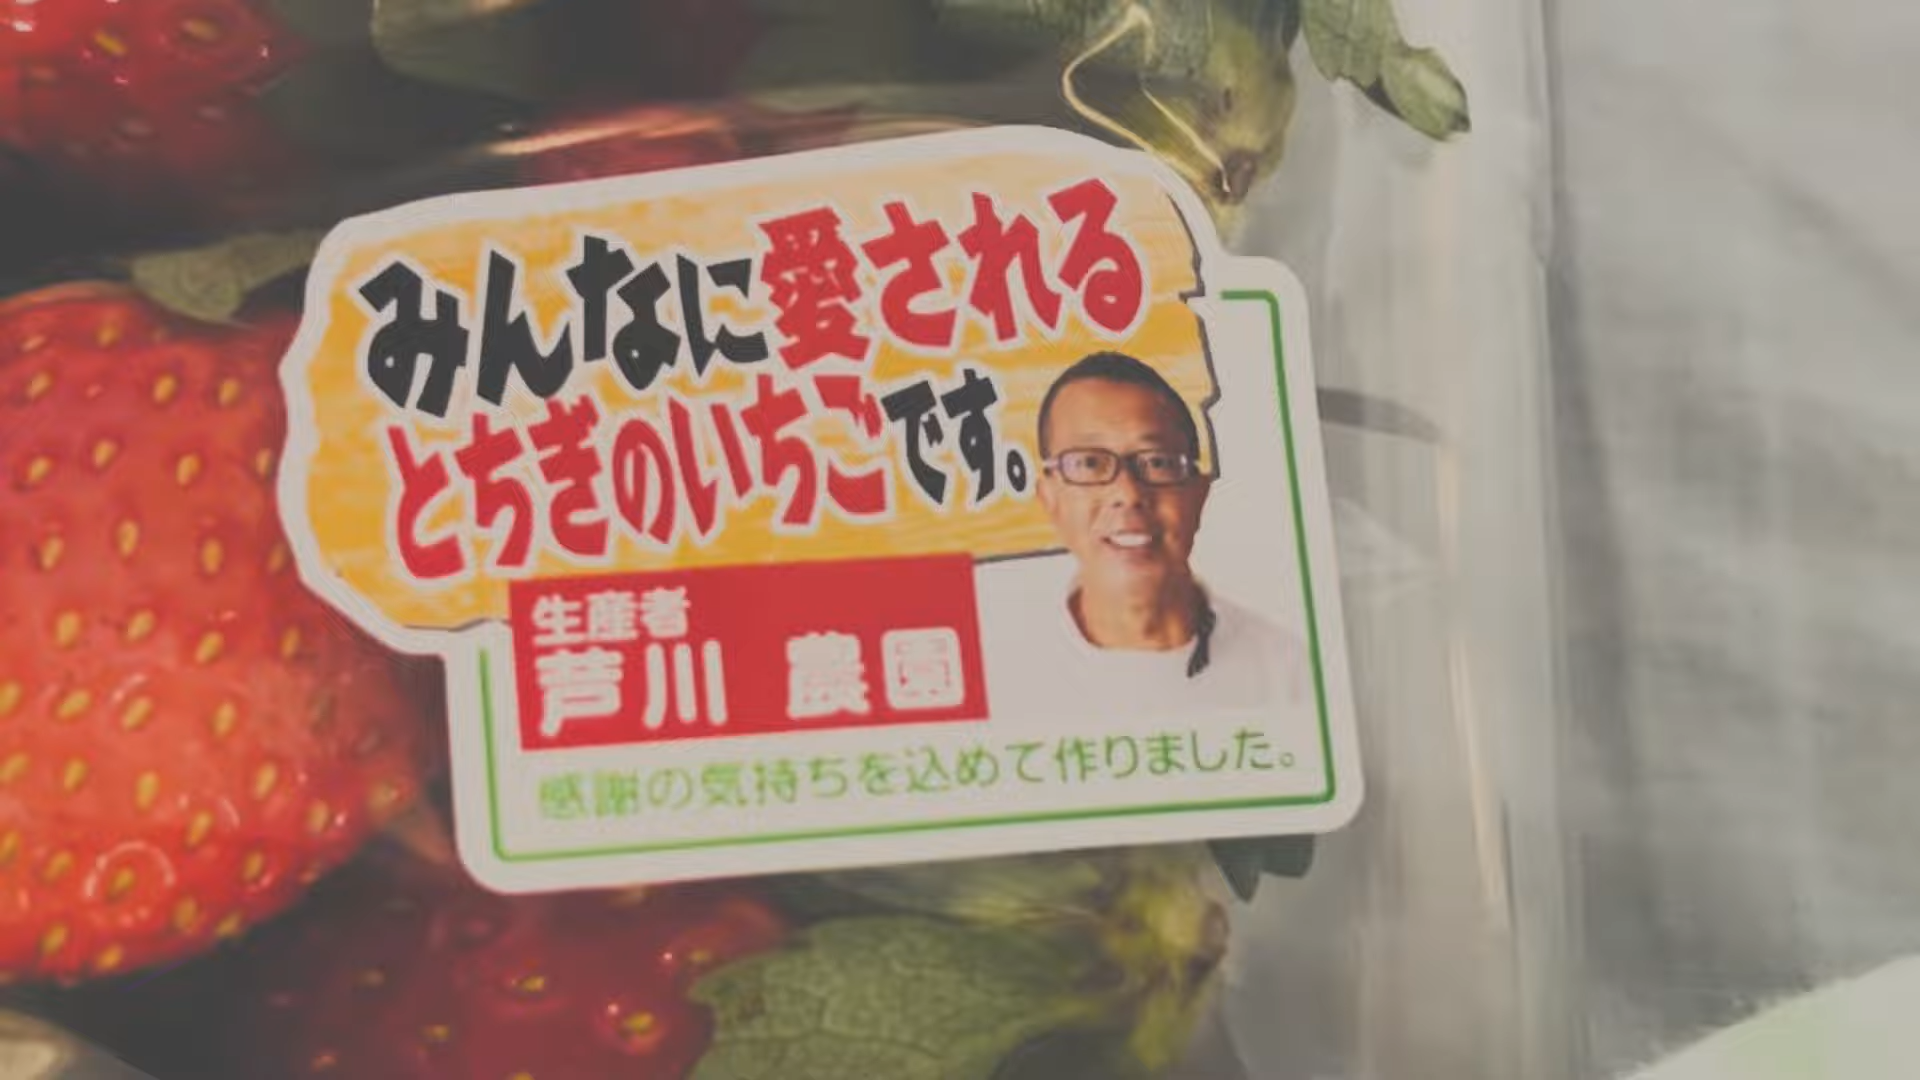 みんなに愛される
とちぎのいちごです。
生産者
芦川 農園
感謝の気持ちを込めて作りました。